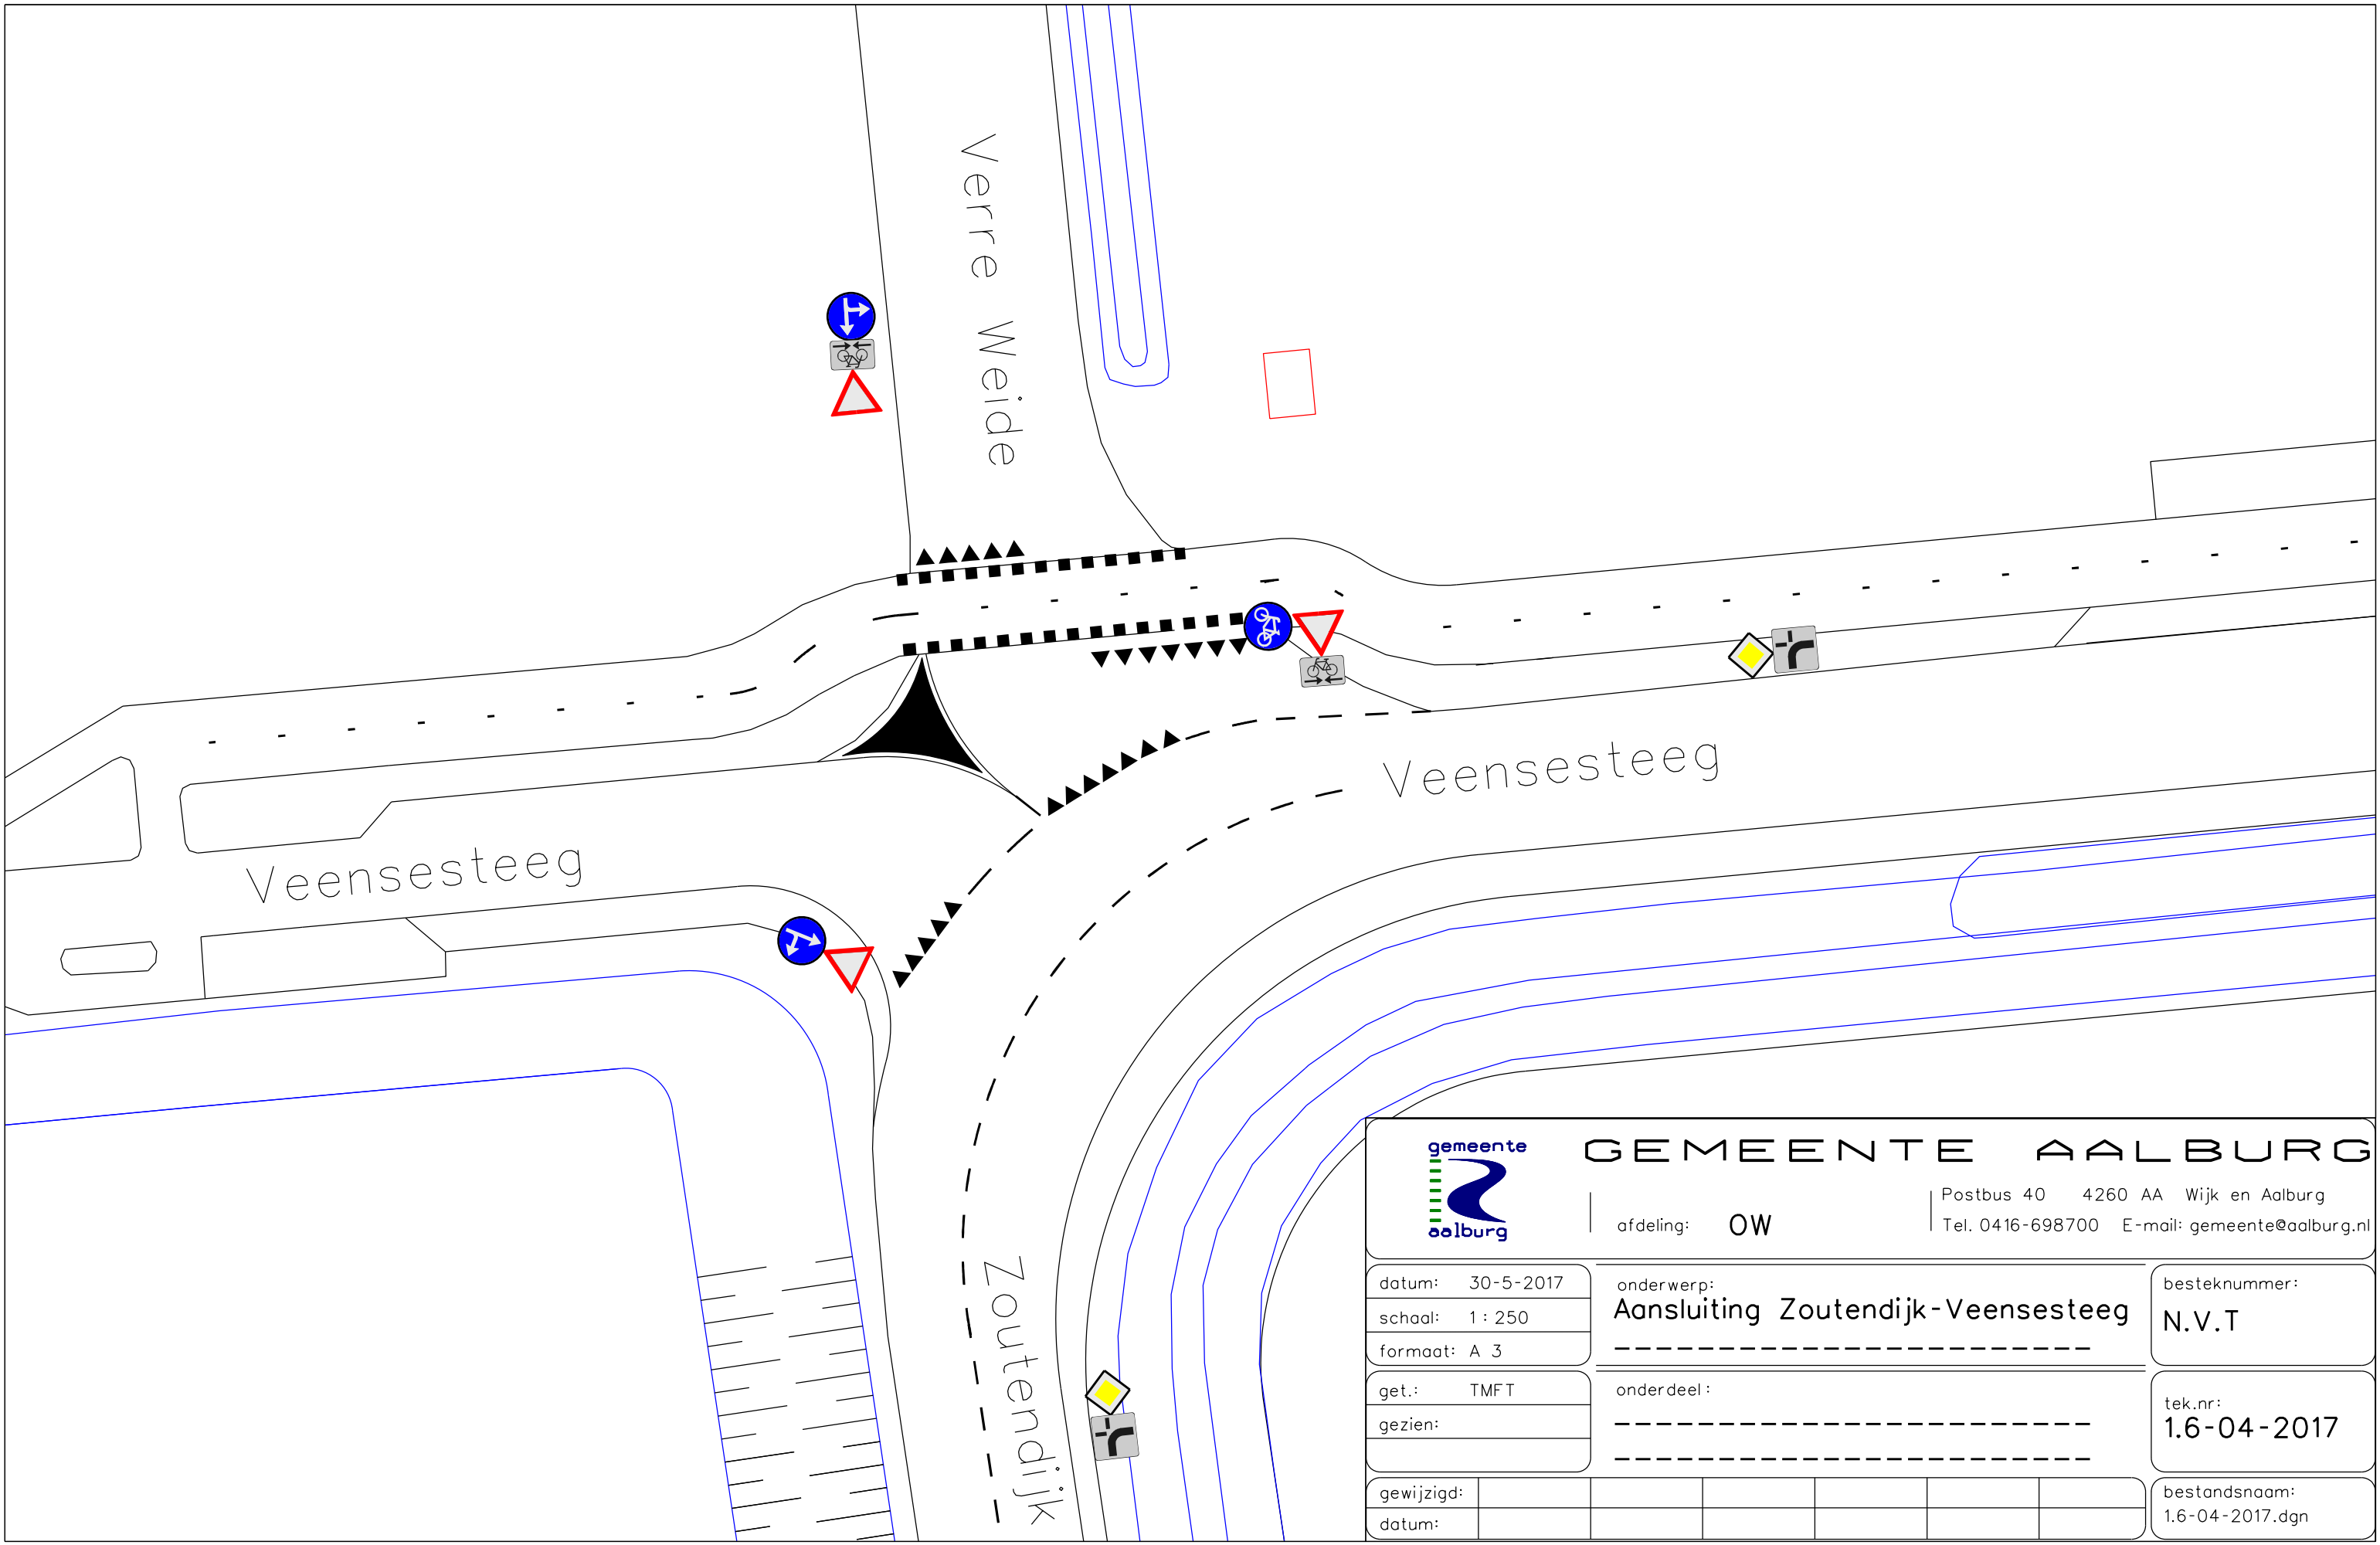 Verre Weide
Veensesteeg
Veensesteeg
Zoutendijk
gemeente
aalburg
GEMEENTE AALBURG
afdeling: OW
Postbus 40 4260 AA Wijk en Aalburg
Tel. 0416-698700 E-mail: gemeente@aalburg.nl
datum: 30-5-2017
schaal: 1 : 250
formaat: A 3
onderwerp:
Aansluiting Zoutendijk-Veensesteeg
besteknummer:
N.V.T
get.: TMFT
gezien:
onderdeel:
tek.nr:
1.6-04-2017
gewijzigd:
datum:
bestandsnaam:
1.6-04-2017.dgn